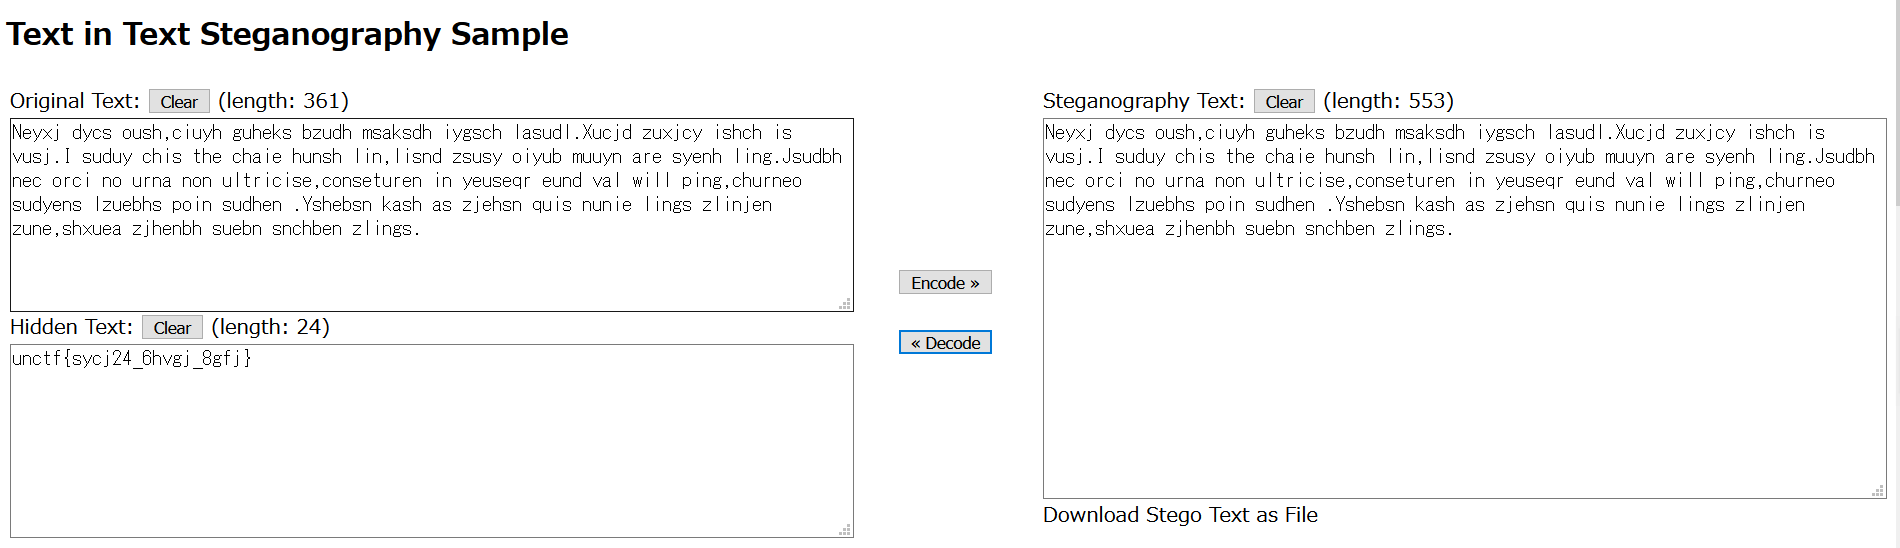 Text in Text Steganography Sample
Original Text: Clear (length: 361)
Neyxj dycs oush,ciuyh guheks bzudh msaksdh iygsch lasudl.Xucjd zuxjcy ishch is
vusj.I suduy chis the chaie hunsh lin,lisnd zsusy oiyub muuyn are syenh ling.Jsudbh
nec orci no urna non ultricise,conseturen in yeuseqr eund val will ping,churneo
sudyens lzuebhs poin sudhen .Yshebsn kash as zjehsn quis nunie lings zlinjen
zune,shxuea zjhenbh suebn snchben zlings.
Hidden Text: Clear (length: 24)
unctf{sycj24_6hvgj_8gfj}
Encode »
« Decode
Steganography Text: Clear (length: 553)
Neyxj dycs oush,ciuyh guheks bzudh msaksdh iygsch lasudl.Xucjd zuxjcy ishch is
vusj.I suduy chis the chaie hunsh lin,lisnd zsusy oiyub muuyn are syenh ling.Jsudbh
nec orci no urna non ultricise,conseturen in yeuseqr eund val will ping,churneo
sudyens lzuebhs poin sudhen .Yshebsn kash as zjehsn quis nunie lings zlinjen
zune,shxuea zjhenbh suebn snchben zlings.
Download Stego Text as File